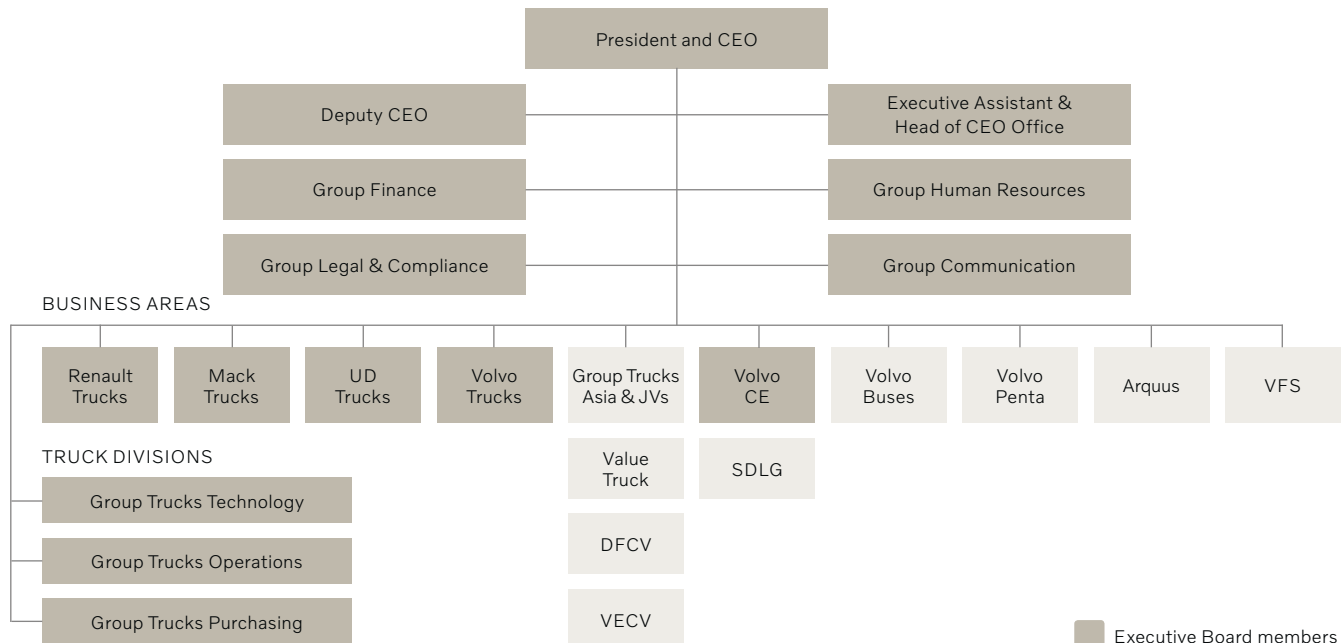 President and CEO
Deputy CEO
Executive Assistant &
Head of CEO Office
Group Finance
Group Human Resources
Group Legal & Compliance
Group Communication
BUSINESS AREAS
Renault
Trucks
Mack
Trucks
UD
Trucks
Volvo
Trucks
Group Trucks
Asia & JVs
Volvo
CE
Volvo
Buses
Volvo
Penta
Arquus
VFS
TRUCK DIVISIONS
Value
Truck
SDLG
Group Trucks Technology
DFCV
Group Trucks Operations
VECV
Group Trucks Purchasing
Executive Board members